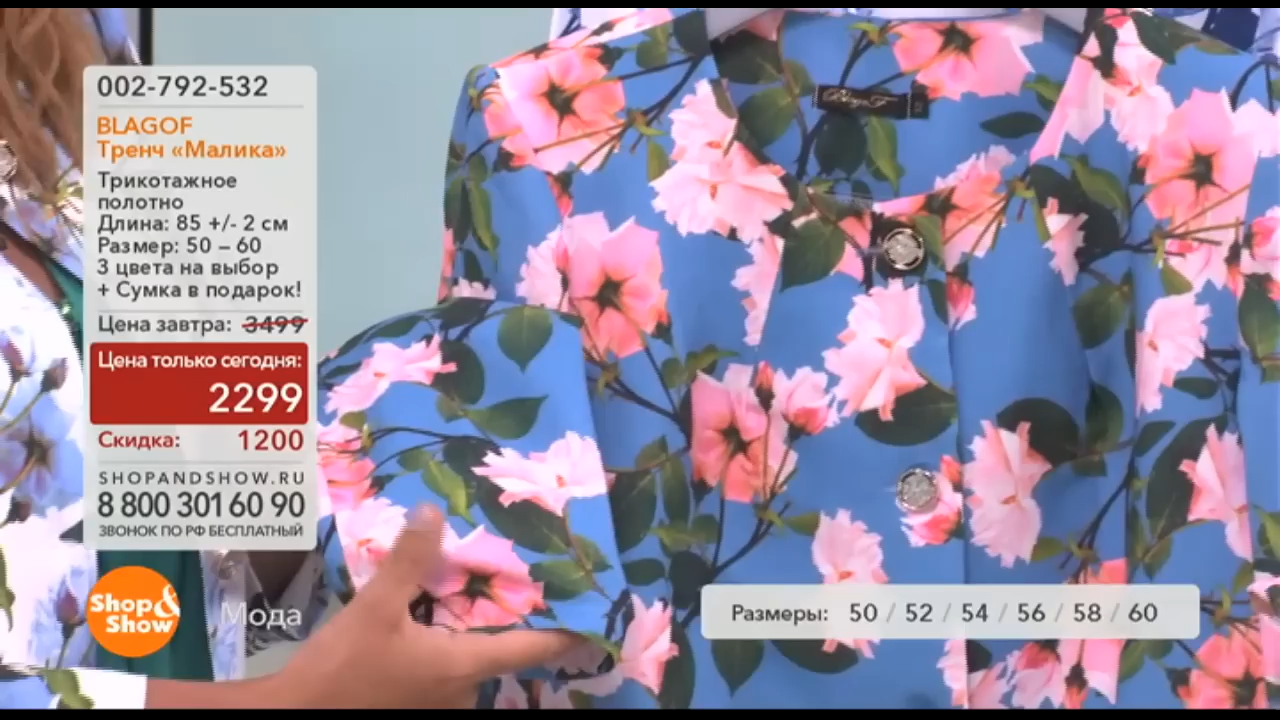 002-792-532
BLAGOF
Тренч «Малика»
Трикотажное
полотно
Длина: 85 +/- 2 см
Размер: 50 – 60
3 цвета на выбор
+ Сумка в подарок!
Цена завтра: 3499
Цена только сегодня:
2299
Скидка: 1200
SHOPANDSHOW.RU
8 800 301 60 90
ЗВОНОК ПО РФ БЕСПЛАТНЫЙ
Shop&
Show
Мода
Размеры: 50 / 52 / 54 / 56 / 58 / 60